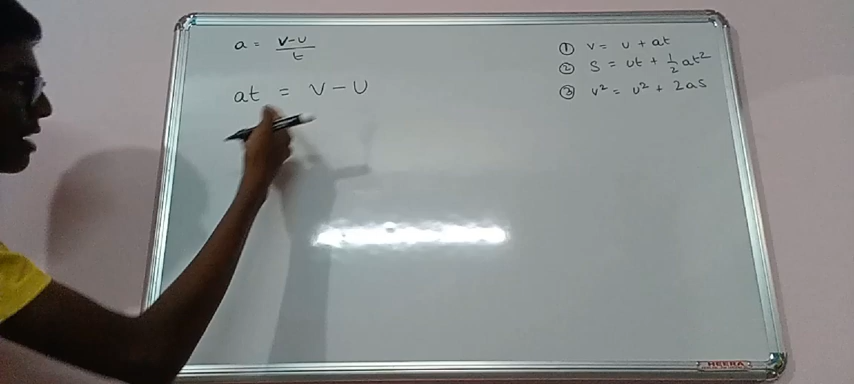 a = v-u/t
at = v - u
① v = u + at
② s = ut + 1/2 at²
③ v² = u² + 2as
HEERA